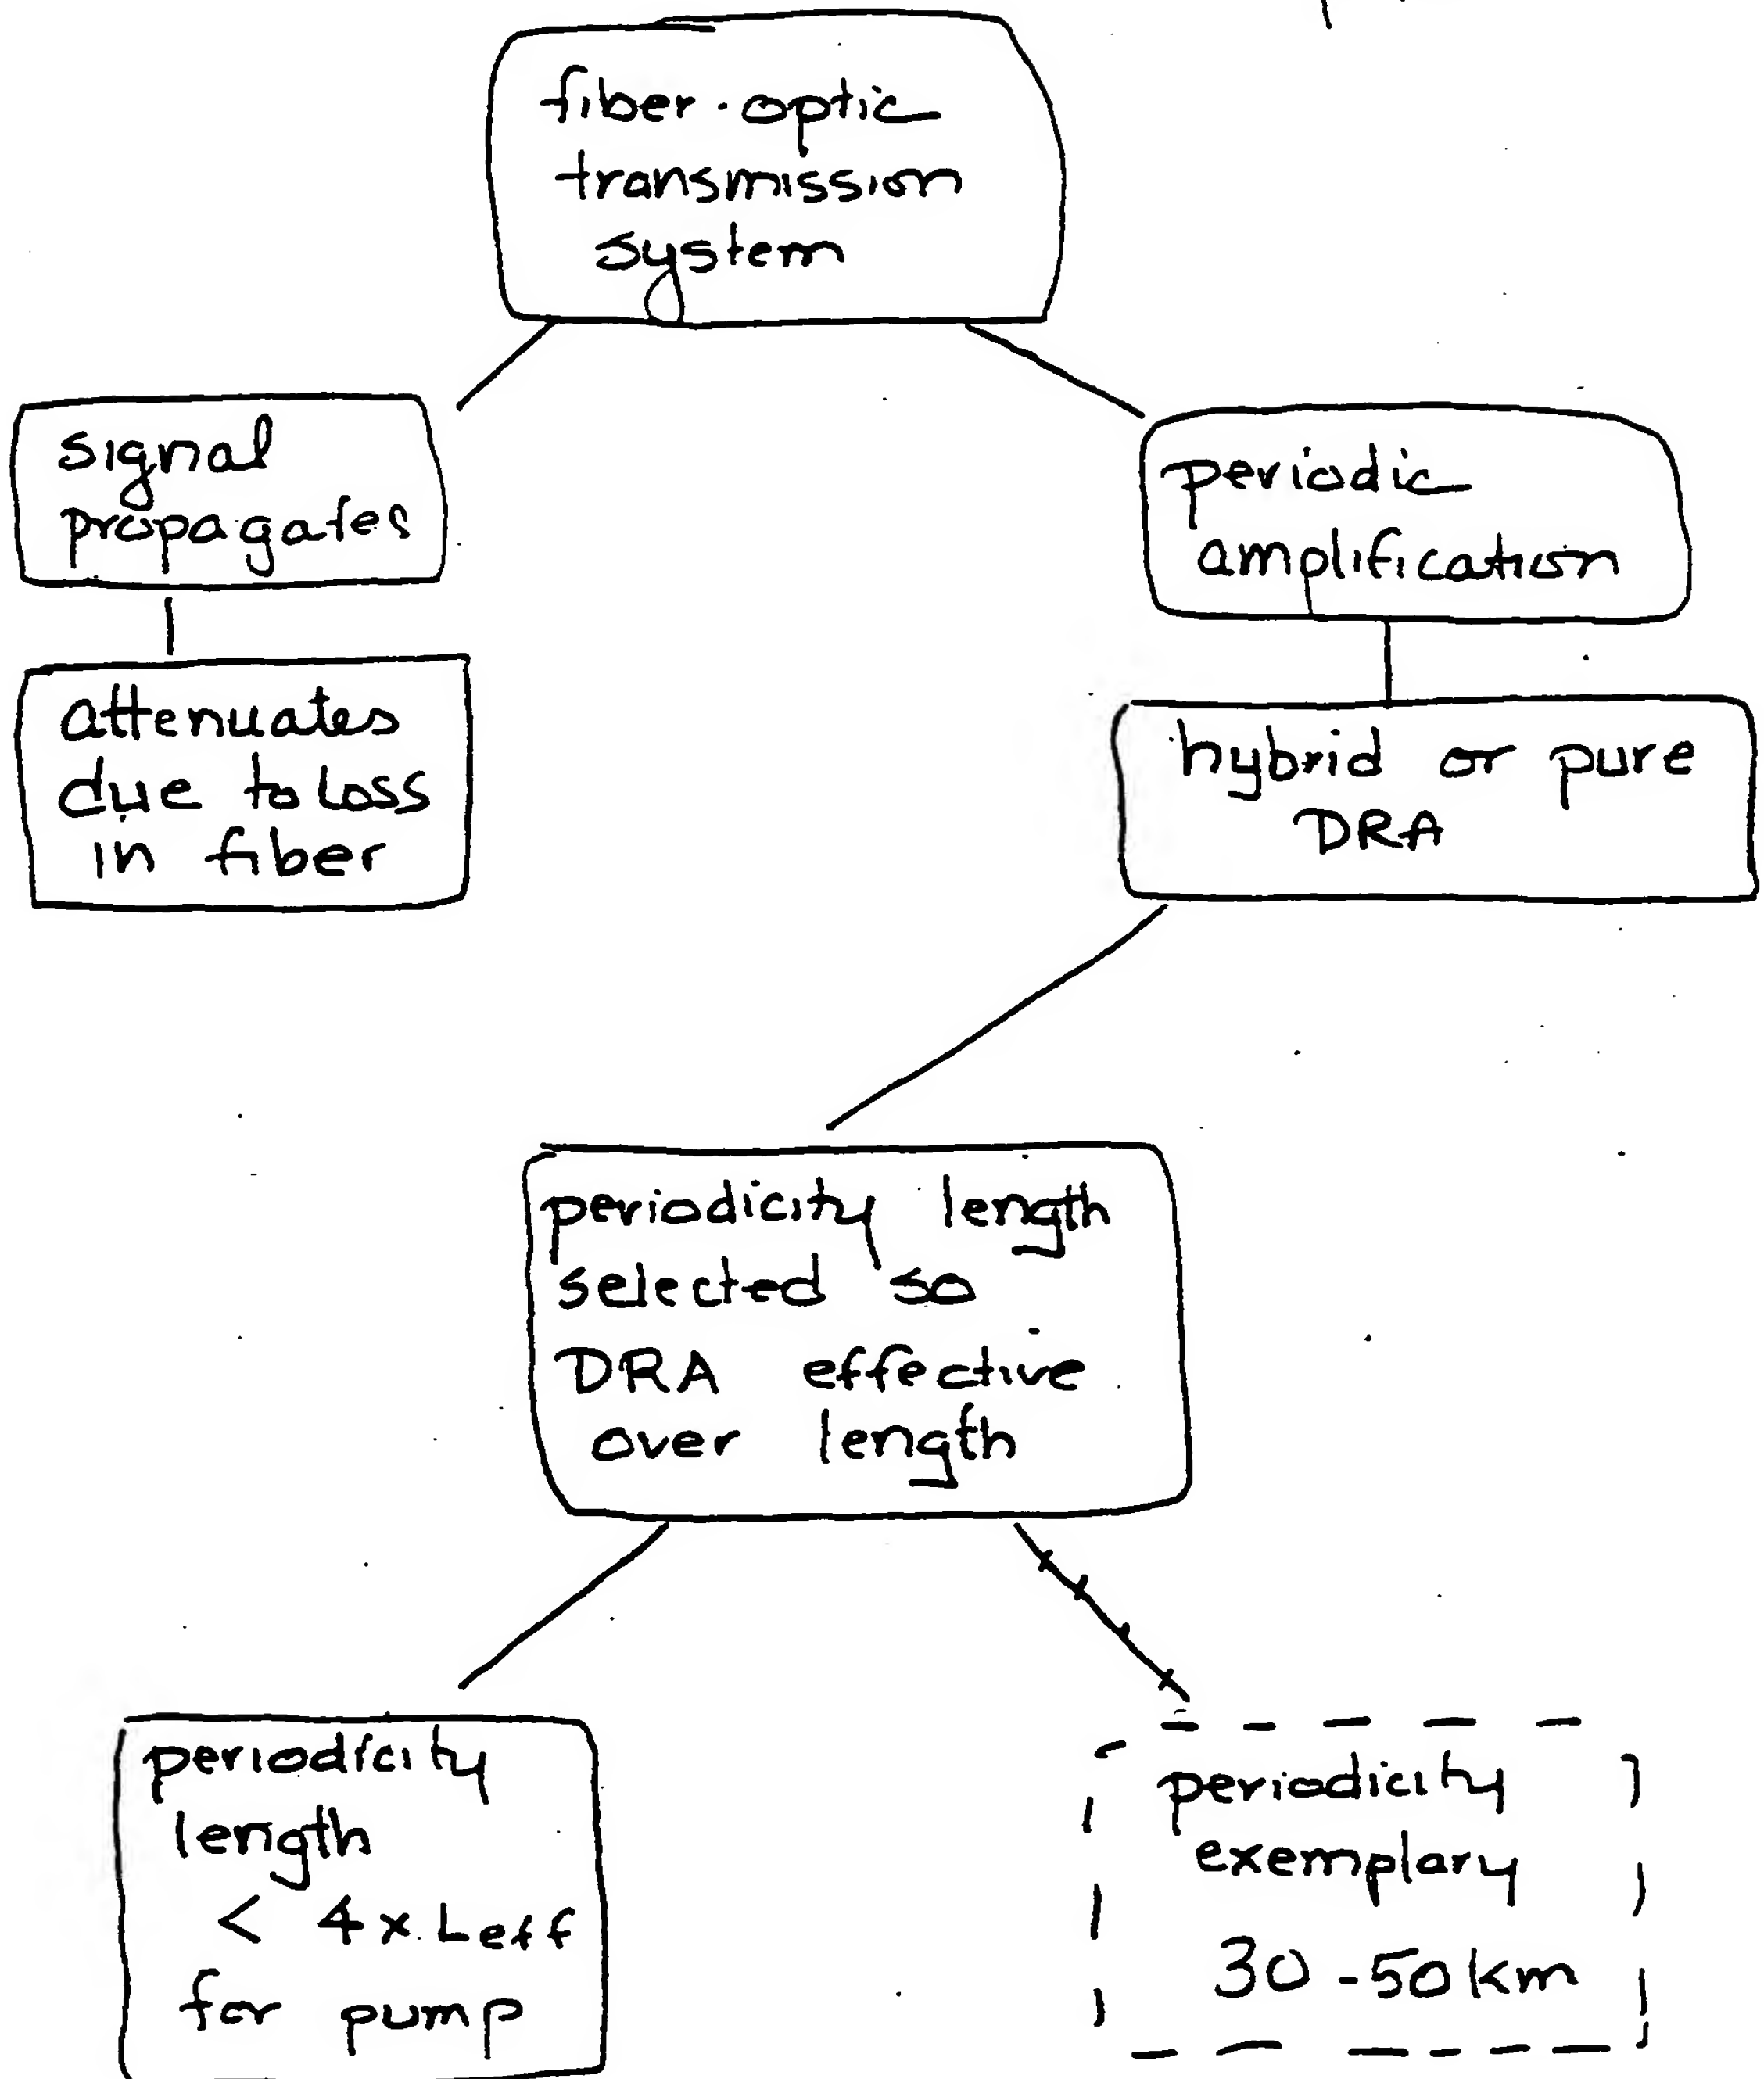 fiber-optic
transmission
system
signal
propagates
periodic
amplification
attenuates
due to loss
in fiber
hybrid or pure
DRA
periodicity length
selected so
DRA effective
over length
periodicity
length
< 4x Leff
for pump
periodicity
exemplary
30-50km